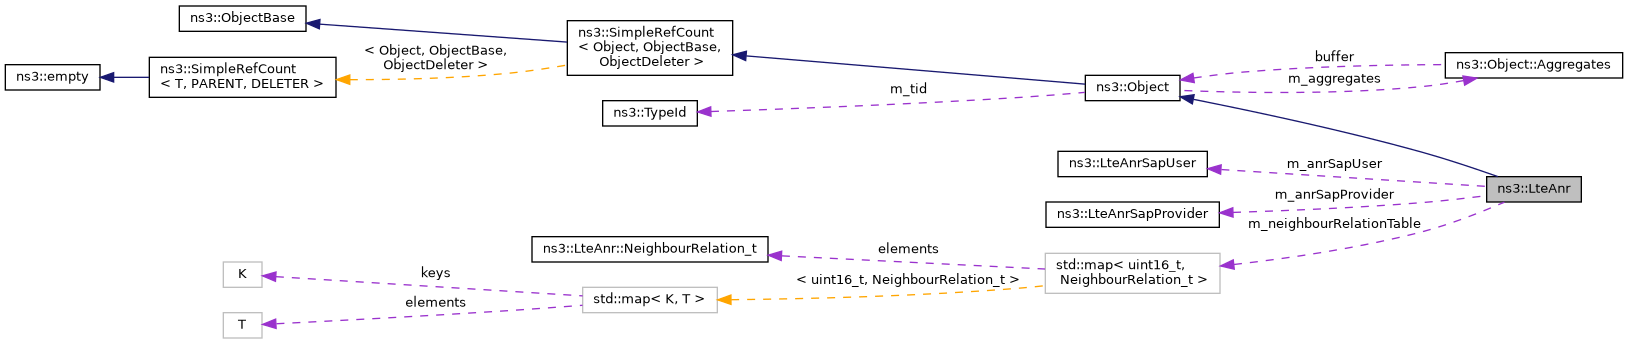 ns3::ObjectBase
ns3::SimpleRefCount
< Object, ObjectBase,
ObjectDeleter >
< Object, ObjectBase,
ObjectDeleter >
ns3::SimpleRefCount
< T, PARENT, DELETER >
ns3::empty
buffer
ns3::Object::Aggregates
m_aggregates
ns3::Object
m_tid
ns3::TypeId
ns3::LteAnrSapUser
m_anrSapUser
ns3::LteAnr
m_anrSapProvider
ns3::LteAnrSapProvider
m_neighbourRelationTable
ns3::LteAnr::NeighbourRelation_t
elements
std::map< uint16_t,
NeighbourRelation_t >
< uint16_t, NeighbourRelation_t >
K
keys
std::map< K, T >
elements
T